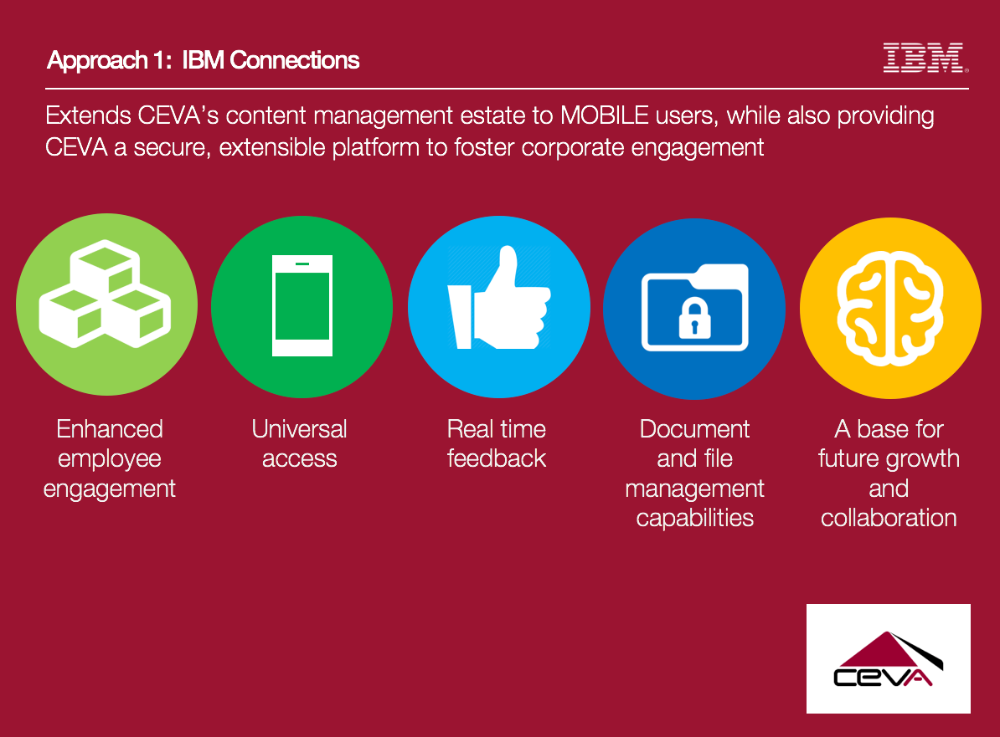 Approach 1: IBM Connections
IBM®
Extends CEVA’s content management estate to MOBILE users, while also providing
CEVA a secure, extensible platform to foster corporate engagement
Enhanced
employee
engagement
Universal
access
Real time
feedback
Document
and file
management
capabilities
A base for
future growth
and
collaboration
CEVA